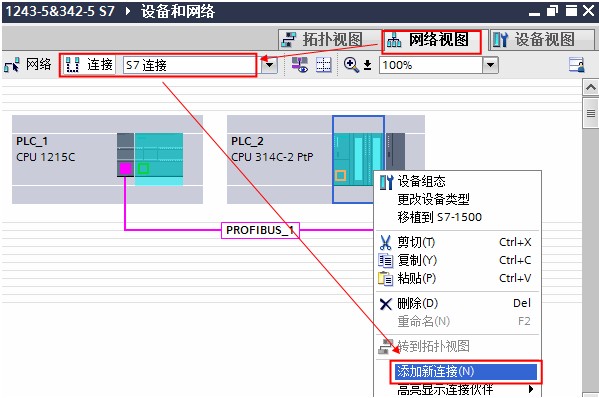 1243-5&342-5 S7 ▸ 设备和网络
拓扑视图 网络视图 设备视图
网络 连接 S7 连接 100%
PLC_1
CPU 1215C
PLC_2
CPU 314C-2 PtP
PROFIBUS_1
设备组态
更改设备类型
移植到 S7-1500
剪切(T) Ctrl+X
复制(Y) Ctrl+C
粘贴(P) Ctrl+V
删除(D) Del
重命名(N) F2
转到拓扑视图
添加新连接(N)
高亮显示连接伙伴